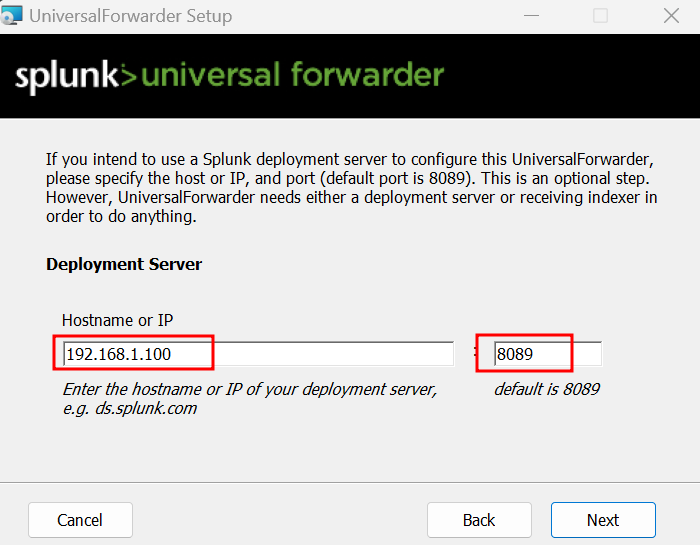 UniversalForwarder Setup
splunk> universal forwarder
If you intend to use a Splunk deployment server to configure this UniversalForwarder,
please specify the host or IP, and port (default port is 8089). This is an optional step.
However, UniversalForwarder needs either a deployment server or receiving indexer in
order to do anything.
Deployment Server
Hostname or IP
192.168.1.100 : 8089
Enter the hostname or IP of your deployment server, default is 8089
e.g. ds.splunk.com
Cancel Back Next